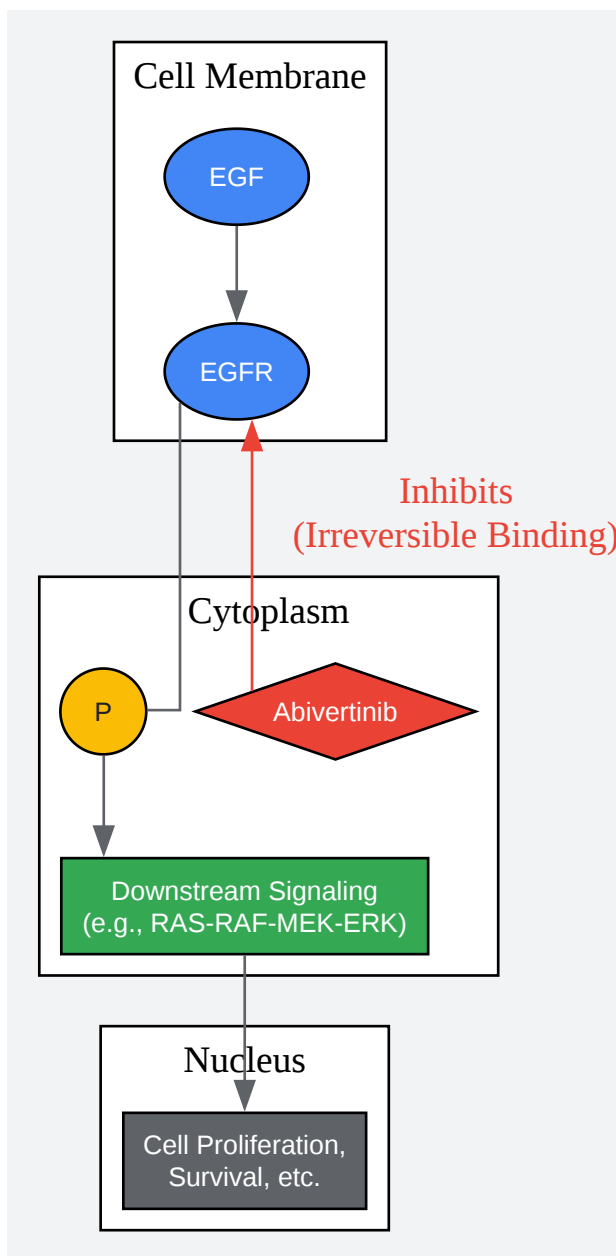 Cell Membrane
EGF
EGFR
Inhibits
(Irreversible Binding)
Cytoplasm
P
Abivertinib
Downstream Signaling
(e.g., RAS-RAF-MEK-ERK)
Nucleus
Cell Proliferation,
Survival, etc.